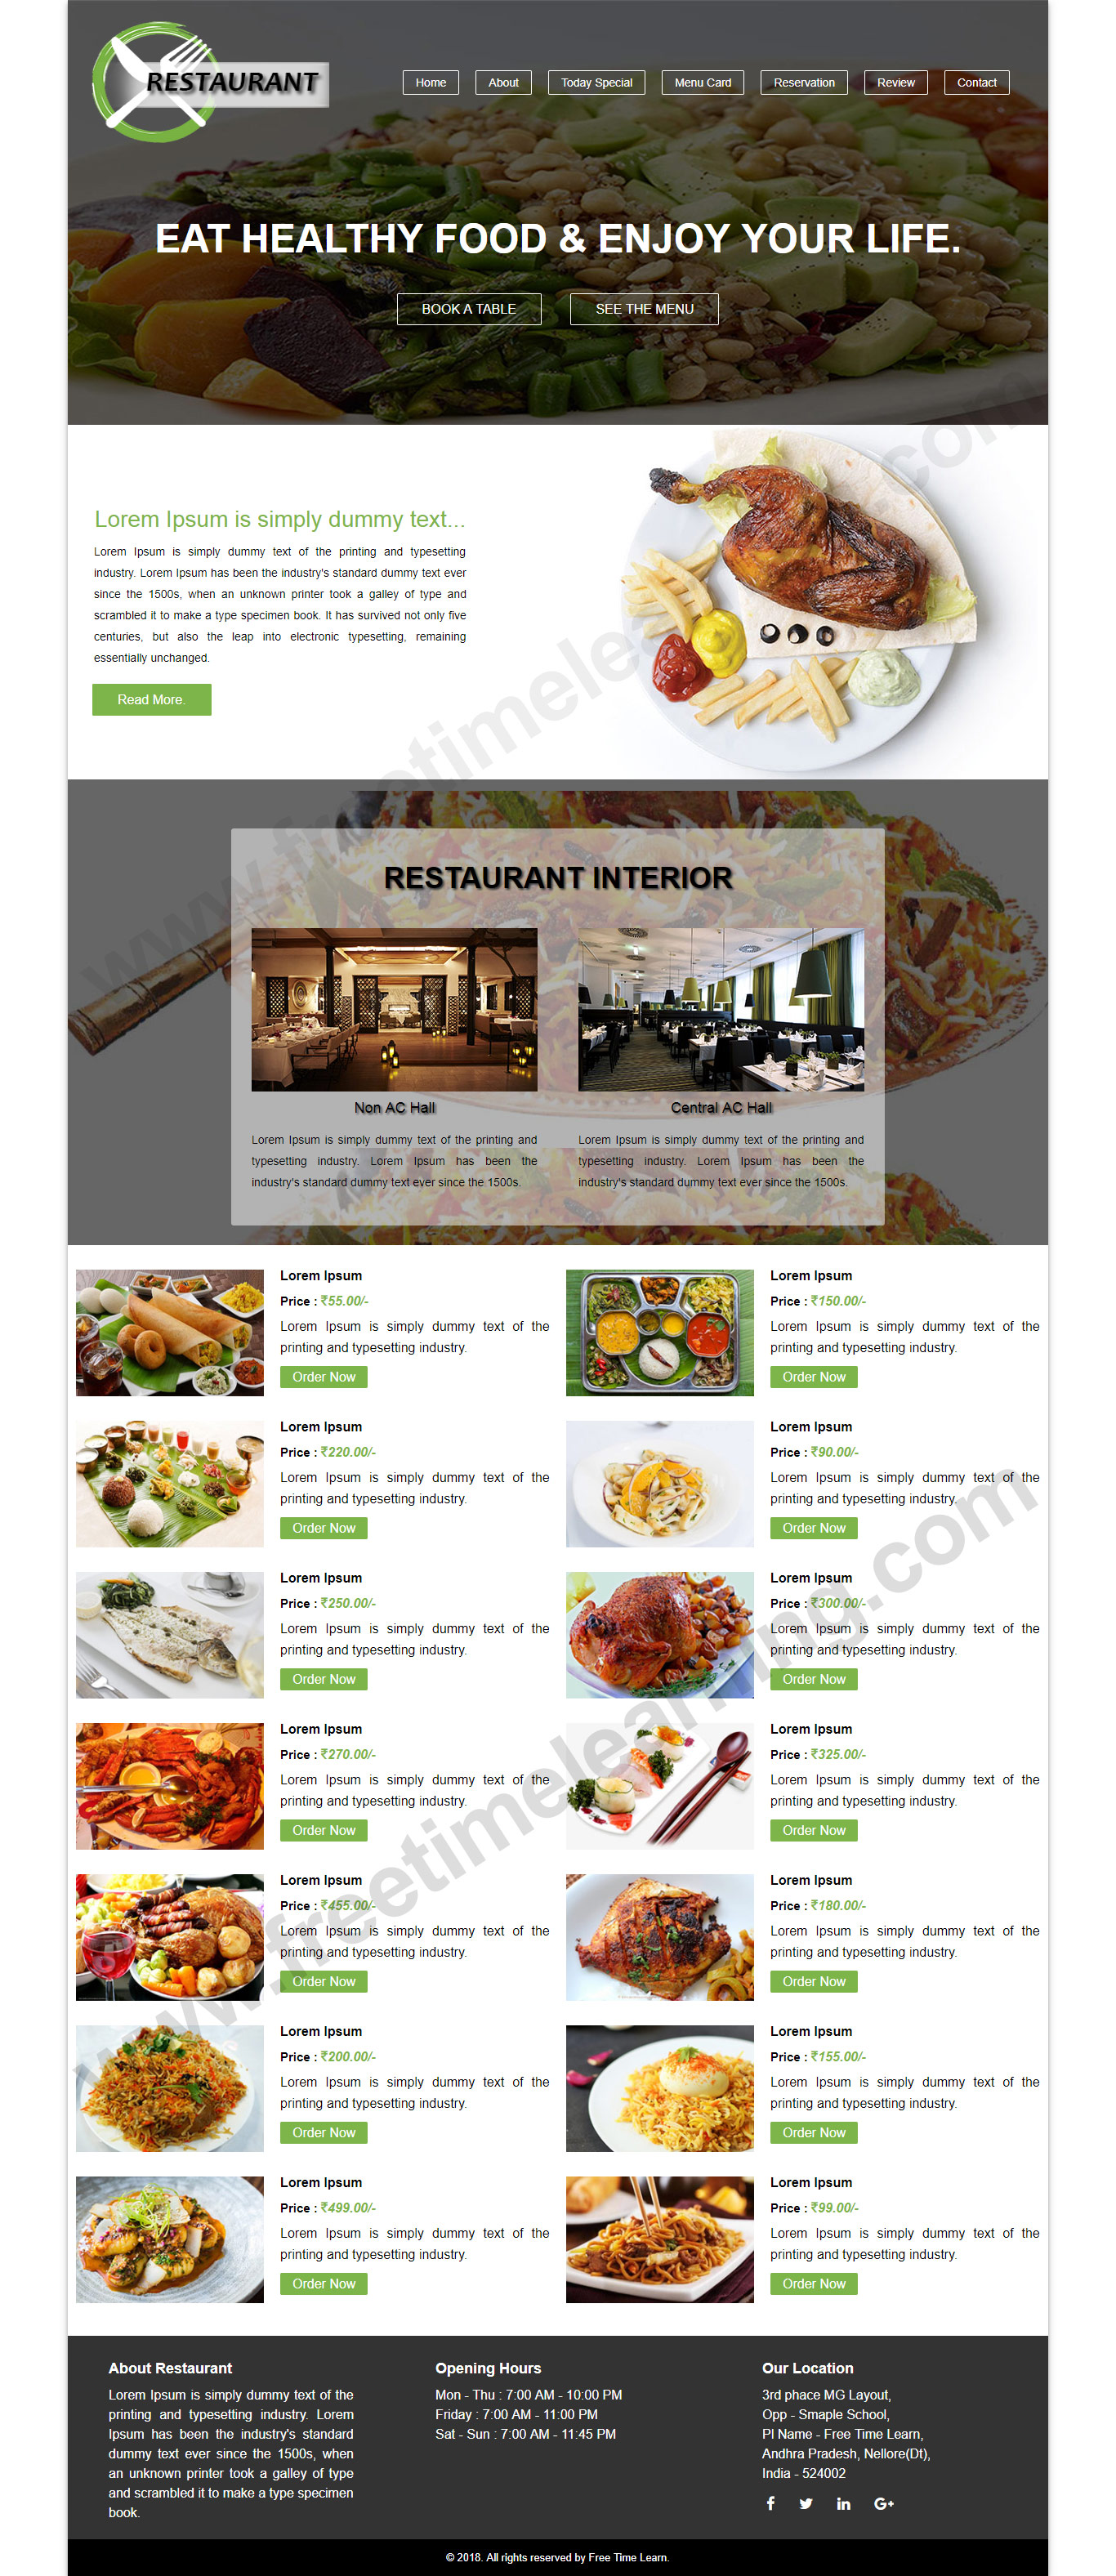 RESTAURANT
Home About Today Special Menu Card Reservation Review Contact
EAT HEALTHY FOOD & ENJOY YOUR LIFE.
BOOK A TABLE SEE THE MENU
Lorem Ipsum is simply dummy text...
Lorem Ipsum is simply dummy text of the printing and typesetting
industry. Lorem Ipsum has been the industry's standard dummy text ever
since the 1500s, when an unknown printer took a galley of type and
scrambled it to make a type specimen book. It has survived not only five
centuries, but also the leap into electronic typesetting, remaining
essentially unchanged.
Read More.
www.freetimelearning.com
RESTAURANT INTERIOR
Non AC Hall
Lorem Ipsum is simply dummy text of the printing and
typesetting industry. Lorem Ipsum has been the
industry's standard dummy text ever since the 1500s.
Central AC Hall
Lorem Ipsum is simply dummy text of the printing and
typesetting industry. Lorem Ipsum has been the
industry's standard dummy text ever since the 1500s.
Lorem Ipsum
Price : ₹55.00/-
Lorem Ipsum is simply dummy text of the
printing and typesetting industry.
Order Now
Lorem Ipsum
Price : ₹150.00/-
Lorem Ipsum is simply dummy text of the
printing and typesetting industry.
Order Now
Lorem Ipsum
Price : ₹220.00/-
Lorem Ipsum is simply dummy text of the
printing and typesetting industry.
Order Now
Lorem Ipsum
Price : ₹90.00/-
Lorem Ipsum is simply dummy text of the
printing and typesetting industry.
Order Now
Lorem Ipsum
Price : ₹250.00/-
Lorem Ipsum is simply dummy text of the
printing and typesetting industry.
Order Now
Lorem Ipsum
Price : ₹300.00/-
Lorem Ipsum is simply dummy text of the
printing and typesetting industry.
Order Now
Lorem Ipsum
Price : ₹270.00/-
Lorem Ipsum is simply dummy text of the
printing and typesetting industry.
Order Now
Lorem Ipsum
Price : ₹325.00/-
Lorem Ipsum is simply dummy text of the
printing and typesetting industry.
Order Now
Lorem Ipsum
Price : ₹455.00/-
Lorem Ipsum is simply dummy text of the
printing and typesetting industry.
Order Now
Lorem Ipsum
Price : ₹180.00/-
Lorem Ipsum is simply dummy text of the
printing and typesetting industry.
Order Now
Lorem Ipsum
Price : ₹200.00/-
Lorem Ipsum is simply dummy text of the
printing and typesetting industry.
Order Now
Lorem Ipsum
Price : ₹155.00/-
Lorem Ipsum is simply dummy text of the
printing and typesetting industry.
Order Now
Lorem Ipsum
Price : ₹499.00/-
Lorem Ipsum is simply dummy text of the
printing and typesetting industry.
Order Now
Lorem Ipsum
Price : ₹99.00/-
Lorem Ipsum is simply dummy text of the
printing and typesetting industry.
Order Now
www.freetimelearning.com
About Restaurant
Lorem Ipsum is simply dummy text of the
printing and typesetting industry. Lorem
Ipsum has been the industry's standard
dummy text ever since the 1500s, when
an unknown printer took a galley of type
and scrambled it to make a type specimen
book.
Opening Hours
Mon - Thu : 7:00 AM - 10:00 PM
Friday : 7:00 AM - 11:00 PM
Sat - Sun : 7:00 AM - 11:45 PM
Our Location
3rd phace MG Layout,
Opp - Smaple School,
Pl Name - Free Time Learn,
Andhra Pradesh, Nellore(Dt),
India - 524002
© 2018. All rights reserved by Free Time Learn.